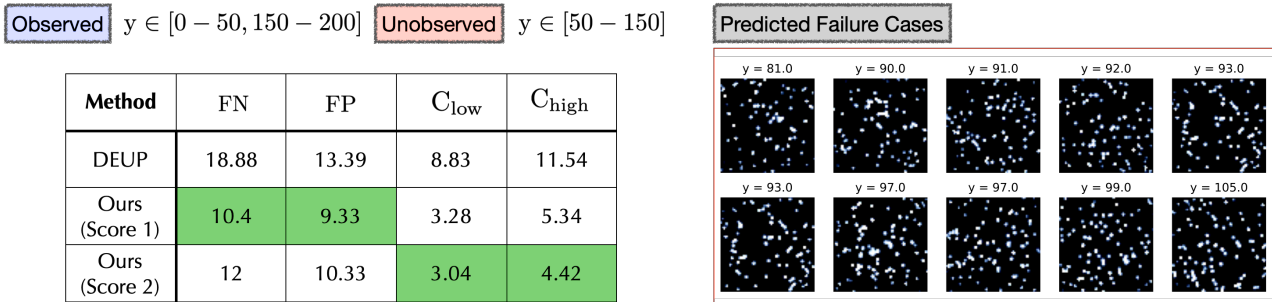 Observed y ∈ [0 − 50, 150 − 200] Unobserved y ∈ [50 − 150]
Method FN FP C_low C_high
DEUP 18.88 13.39 8.83 11.54
Ours
(Score 1) 10.4 9.33 3.28 5.34
Ours
(Score 2) 12 10.33 3.04 4.42
Predicted Failure Cases
y = 81.0 y = 90.0 y = 91.0 y = 92.0 y = 93.0
y = 93.0 y = 97.0 y = 97.0 y = 99.0 y = 105.0